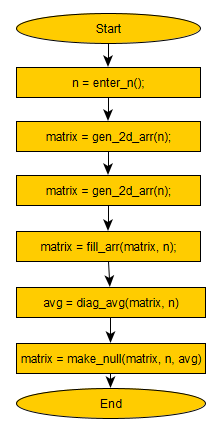 Start
n = enter_n();
matrix = gen_2d_arr(n);
matrix = gen_2d_arr(n);
matrix = fill_arr(matrix, n);
avg = diag_avg(matrix, n)
matrix = make_null(matrix, n, avg)
End